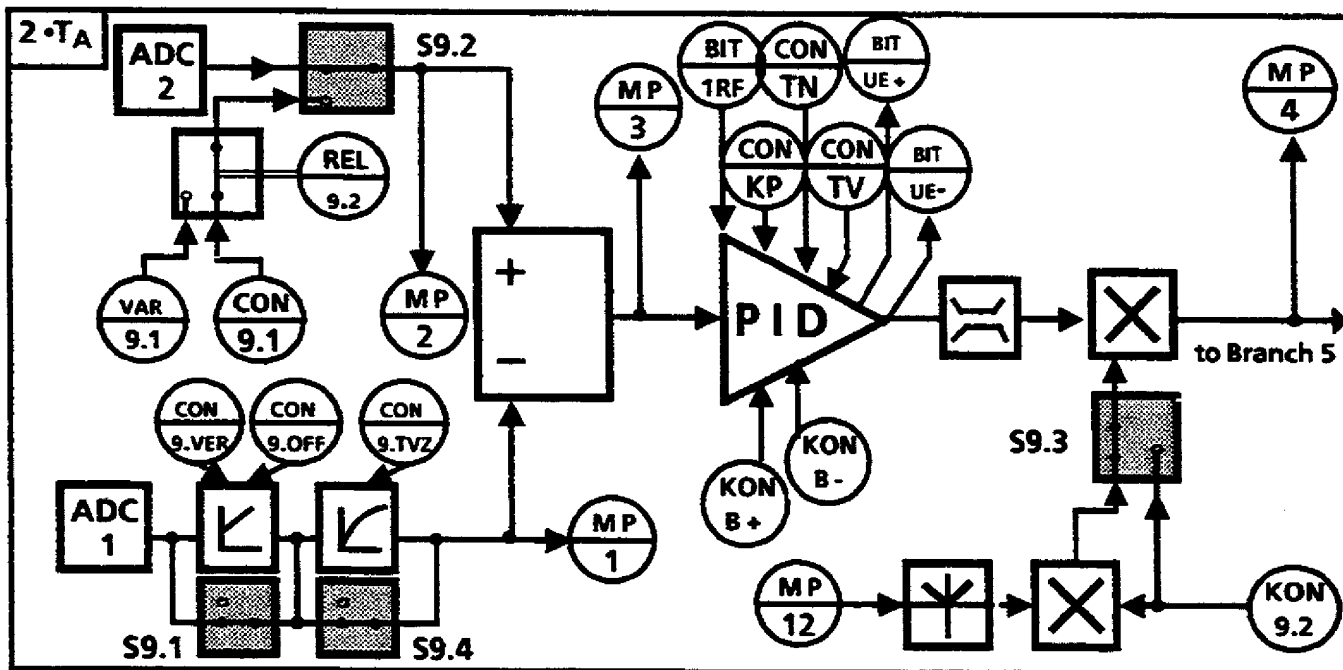 2•TA
ADC
2
S9.2
REL
9.2
VAR
9.1
CON
9.1
MP
2
+
−
MP
3
BIT
1RF
CON
TN
BIT
UE+
CON
KP
CON
TV
BIT
UE-
PID
KON
B+
KON
B-
MP
4
to Branch 5
S9.3
CON
9.VER
CON
9.OFF
CON
9.TVZ
ADC
1
S9.1
S9.4
MP
1
MP
12
KON
9.2